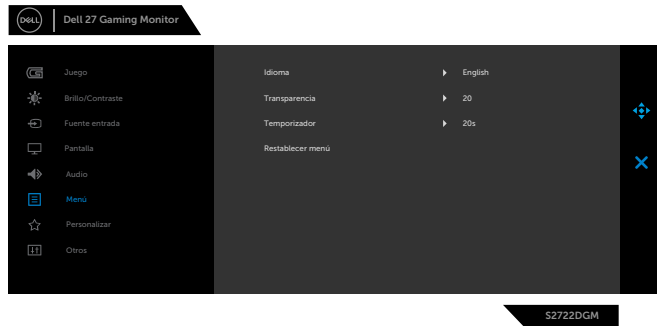 DELL Dell 27 Gaming Monitor
Juego
Brillo/Contraste
Fuente entrada
Pantalla
Audio
Menú
Personalizar
Otros
Idioma English
Transparencia 20
Temporizador 20s
Restablecer menú
S2722DGM